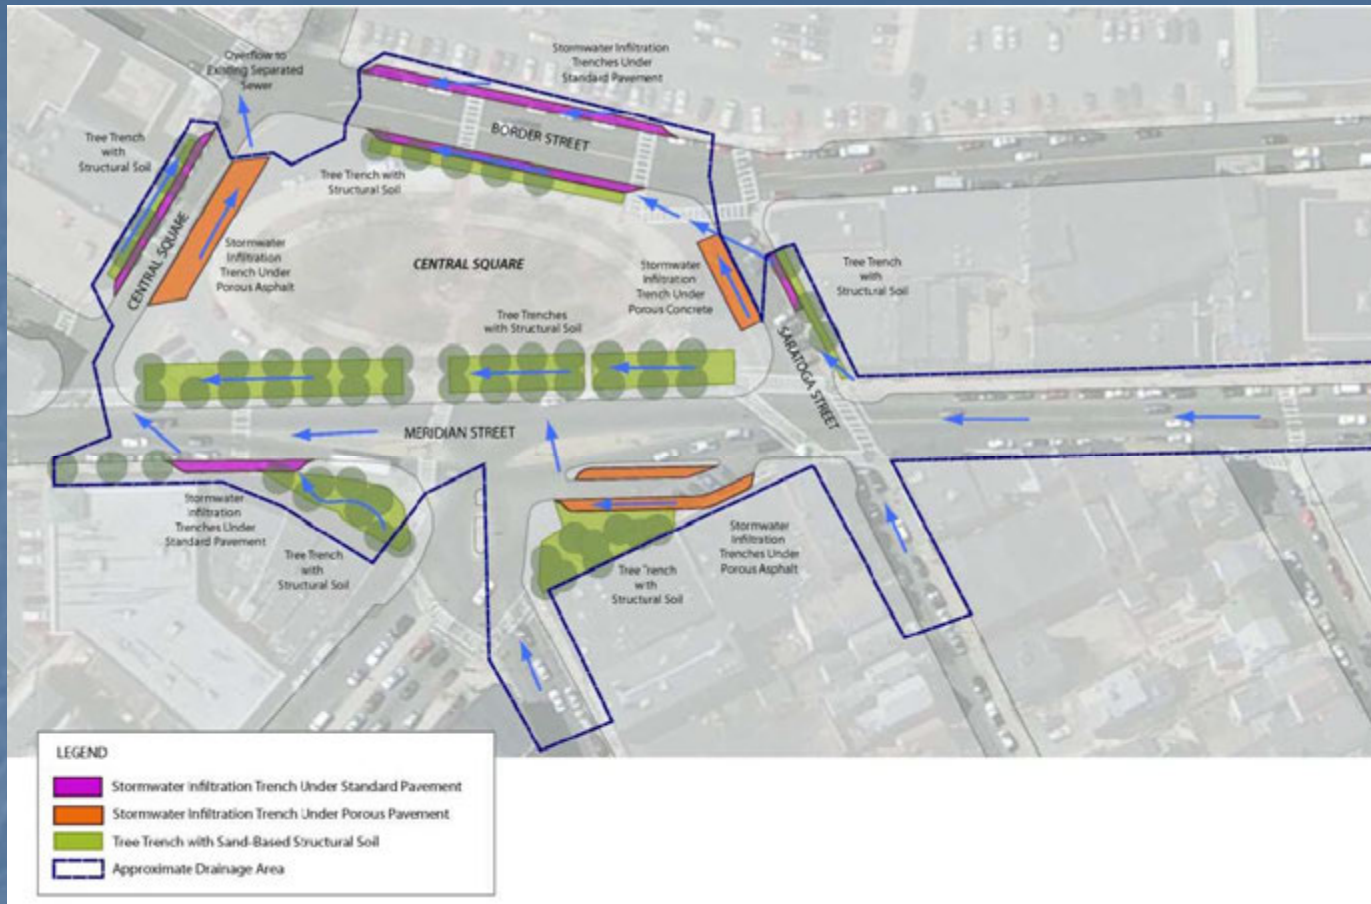 Overflow to
Existing Separated
Sewer
Stormwater Infiltration
Trenches Under
Standard Pavement
Tree Trench
with
Structural Soil
BORDER STREET
Tree Trench with
Structural Soil
CENTRAL SQUARE
Stormwater
Infiltration
Trench Under
Porous Asphalt
CENTRAL SQUARE
Stormwater
Infiltration
Trench Under
Porous Concrete
Tree Trench
with
Structural Soil
Tree Trenches
with Structural Soil
SARATOGA STREET
MERIDIAN STREET
Stormwater
Infiltration
Trenches Under
Standard Pavement
Tree Trench
with
Structural Soil
Tree Trench
with
Structural Soil
Stormwater
Infiltration
Trenches Under
Porous Asphalt
LEGEND
Stormwater Infiltration Trench Under Standard Pavement
Stormwater Infiltration Trench Under Porous Pavement
Tree Trench with Sand-Based Structural Soil
Approximate Drainage Area